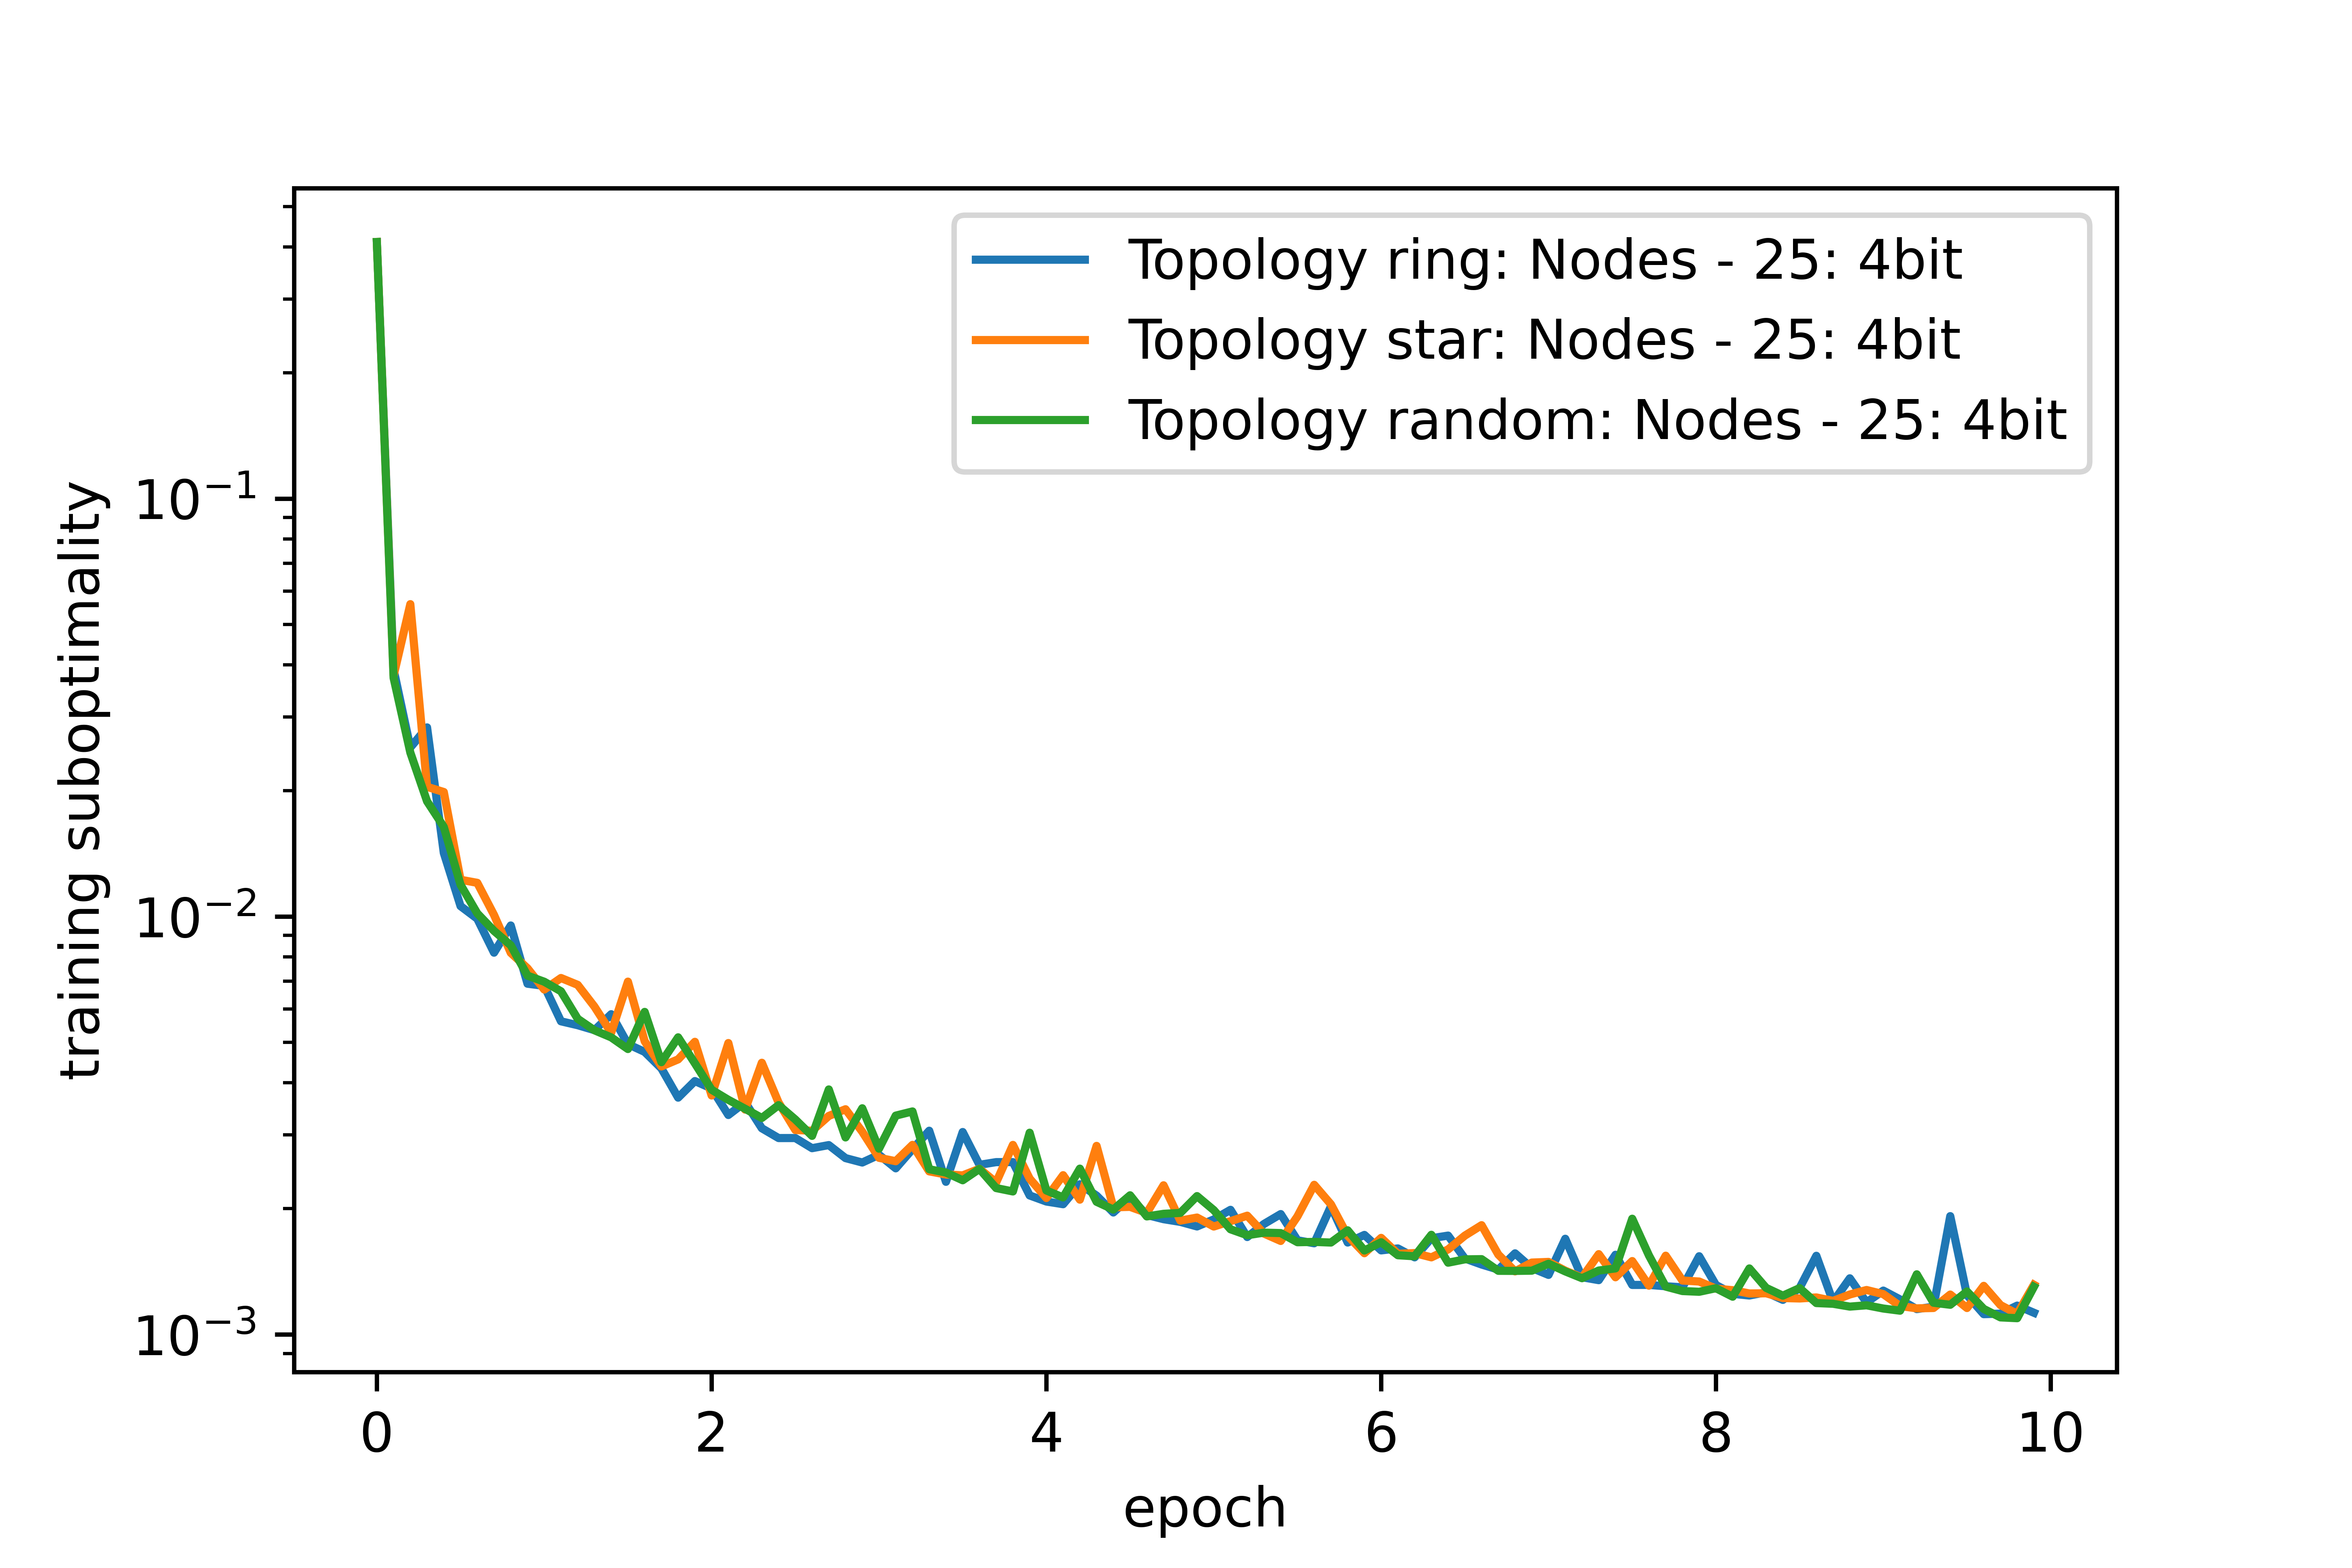 Topology ring: Nodes - 25: 4bit
Topology star: Nodes - 25: 4bit
Topology random: Nodes - 25: 4bit
training suboptimality
10⁻¹
10⁻²
10⁻³
0 2 4 6 8 10
epoch